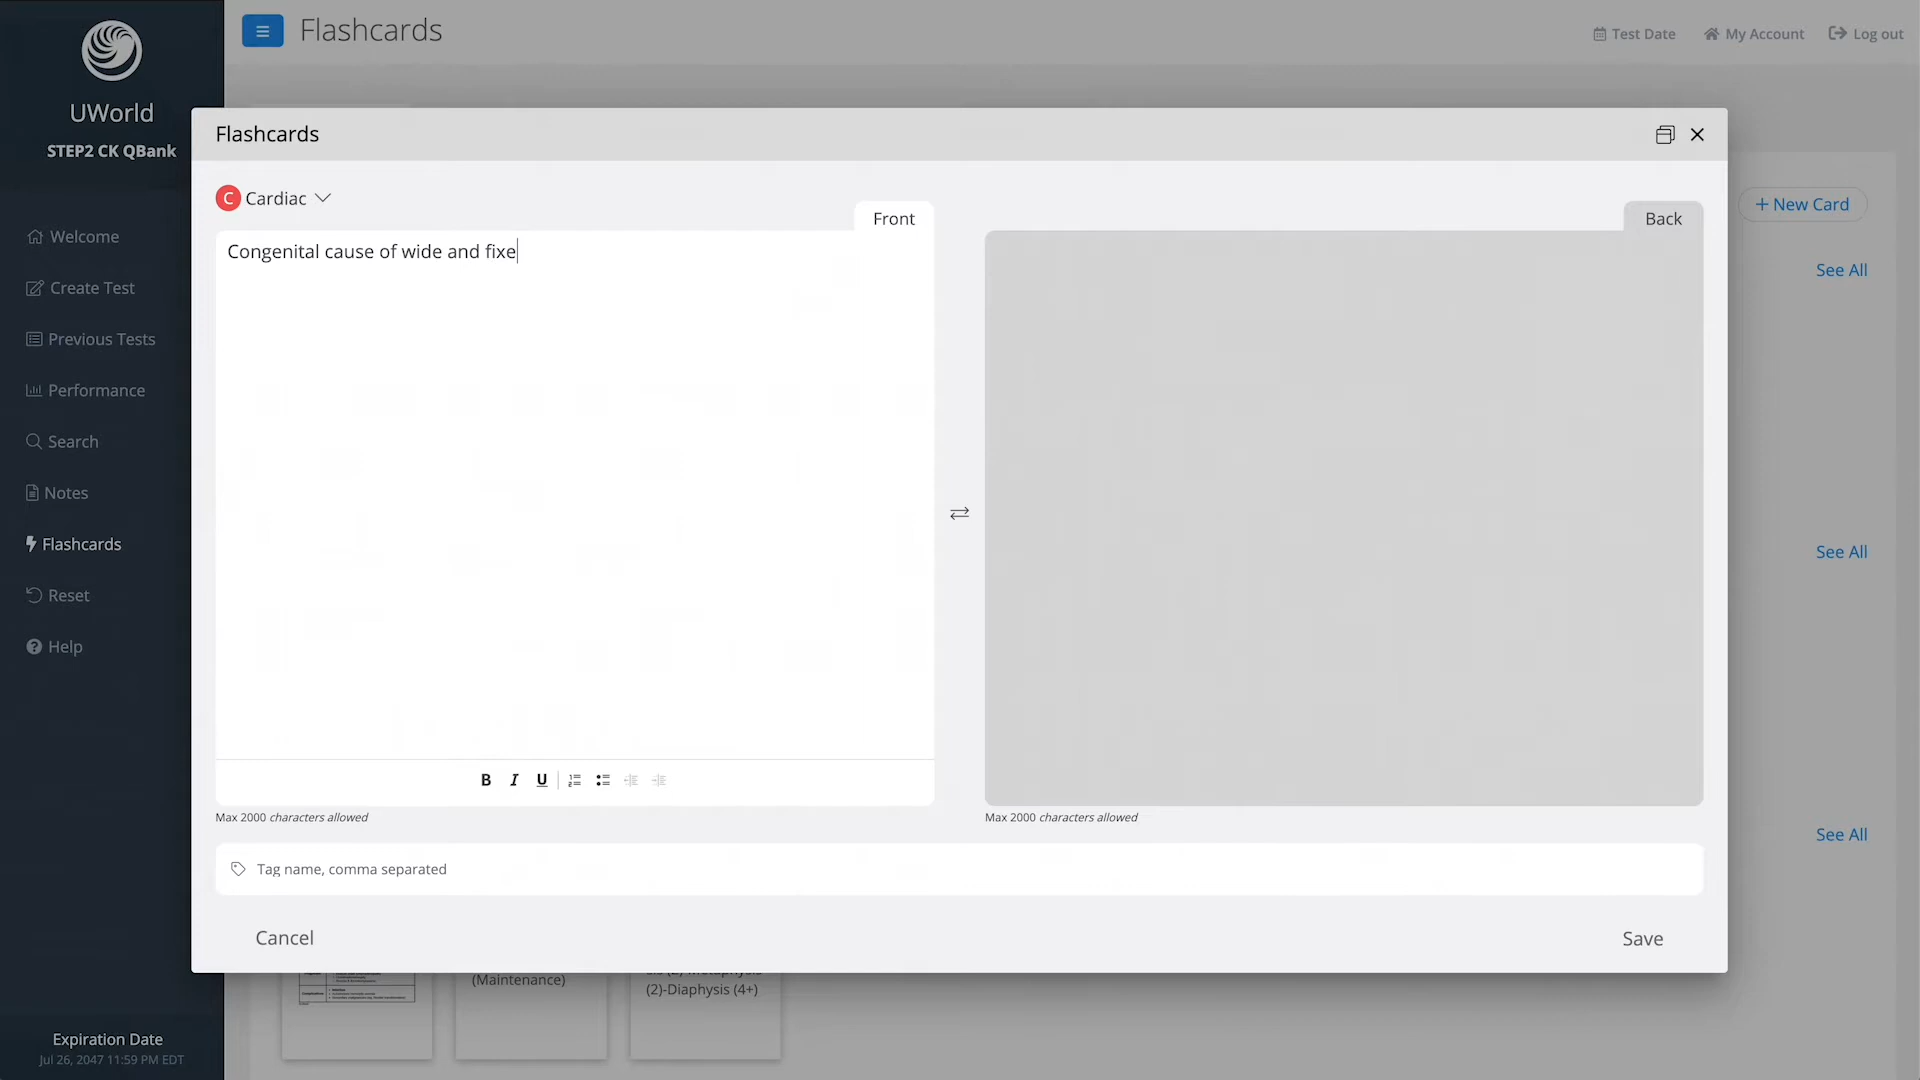 UWorld
STEP2 CK QBank
Welcome
Create Test
Previous Tests
Performance
Search
Notes
Flashcards
Reset
Help
Expiration Date
Jul 26, 2047 11:59 PM EDT
Flashcards
Test Date
My Account
Log out
+ New Card
See All
See All
See All
Flashcards
C Cardiac
Front
Congenital cause of wide and fixe
B I U
Max 2000 characters allowed
Back
Max 2000 characters allowed
Tag name, comma separated
Cancel
Save
(Maintenance)
(2)-Diaphysis (4+)